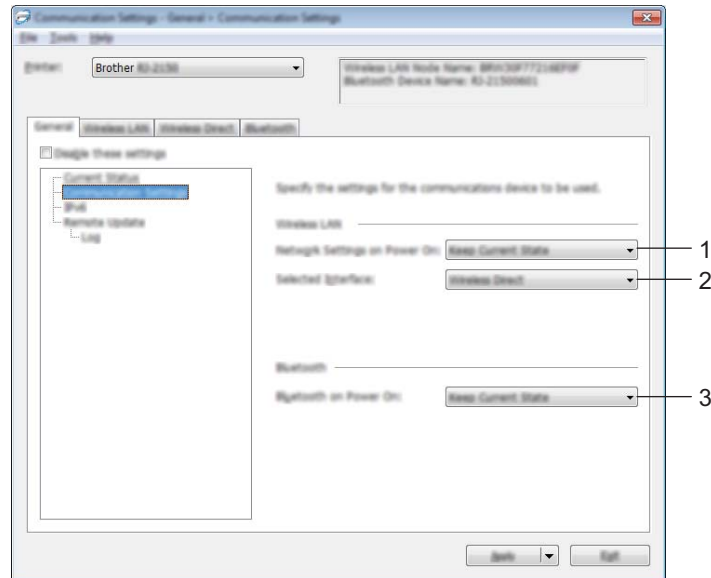 Communication Settings - General > Communication Settings
File Tools Help
Printer: Brother RJ-2150
Wireless LAN Node Name:
Bluetooth Device Name:
General Wireless LAN Wireless Direct Bluetooth
Disable these settings
Current Status
Communication Settings
IPv6
Remote Update
Log
Specify the settings for the communications device to be used.
Wireless LAN
Network Settings on Power On: Keep Current State 1
Selected Interface: Wireless Direct 2
Bluetooth
Bluetooth on Power On: Keep Current State 3
Apply Exit